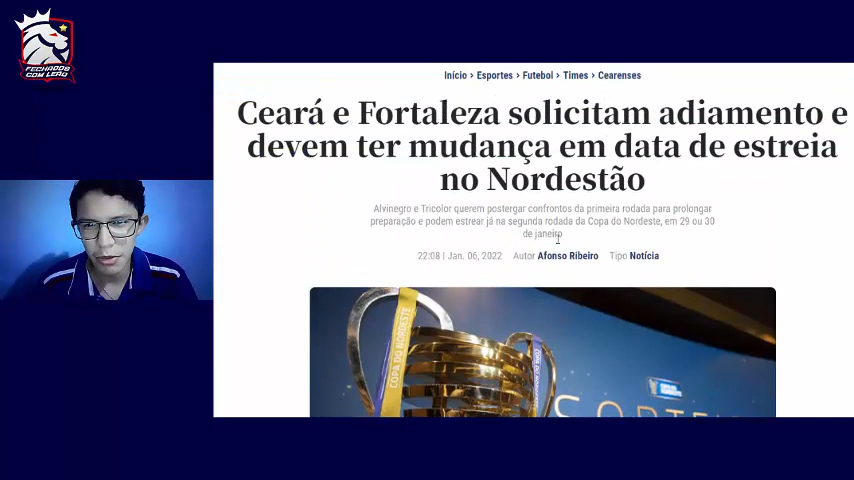 FECHADOS
COM LEÃO
Início › Esportes › Futebol › Times › Cearenses
Ceará e Fortaleza solicitam adiamento e
devem ter mudança em data de estreia
no Nordestão
Alvinegro e Tricolor querem postergar confrontos da primeira rodada para prolongar
preparação e podem estrear já na segunda rodada da Copa do Nordeste, em 29 ou 30
de janeiro
22:08 | Jan. 06, 2022 Autor Afonso Ribeiro Tipo Notícia
COPA DO NORDESTE